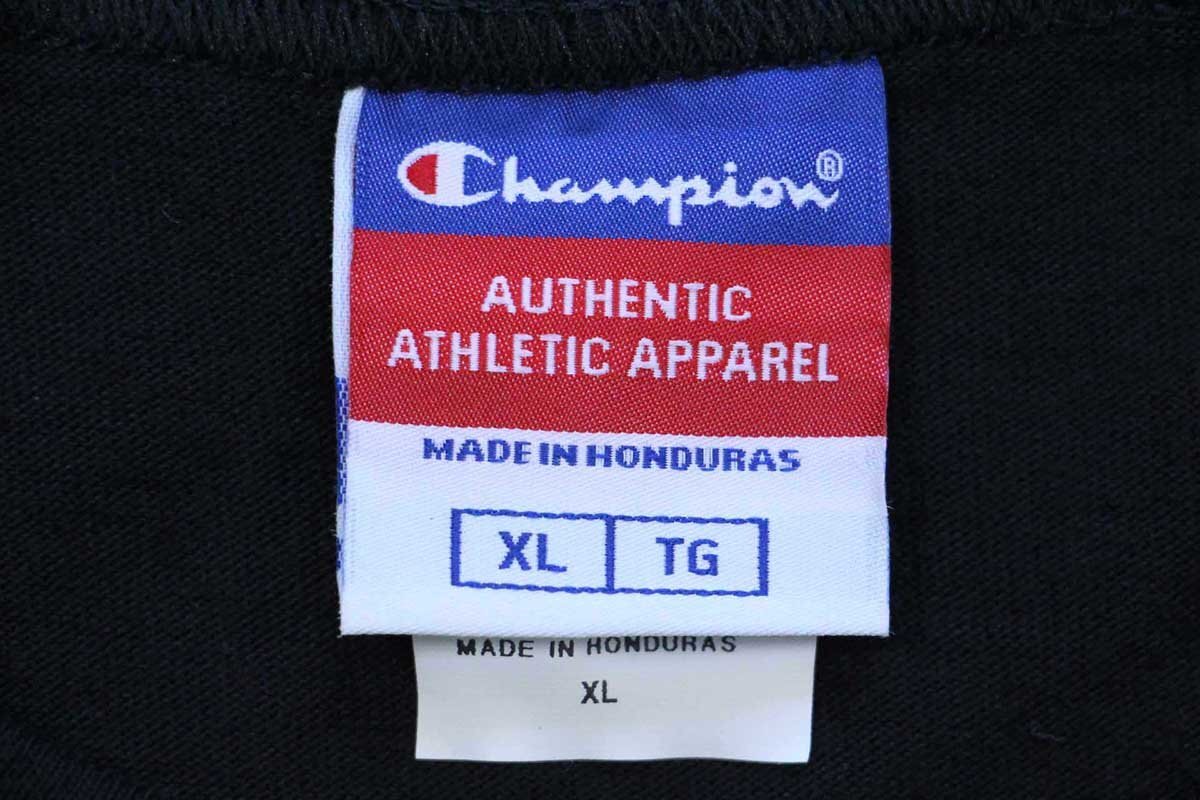 Champion®
AUTHENTIC
ATHLETIC APPAREL
MADE IN HONDURAS
XL TG
MADE IN HONDURAS
XL